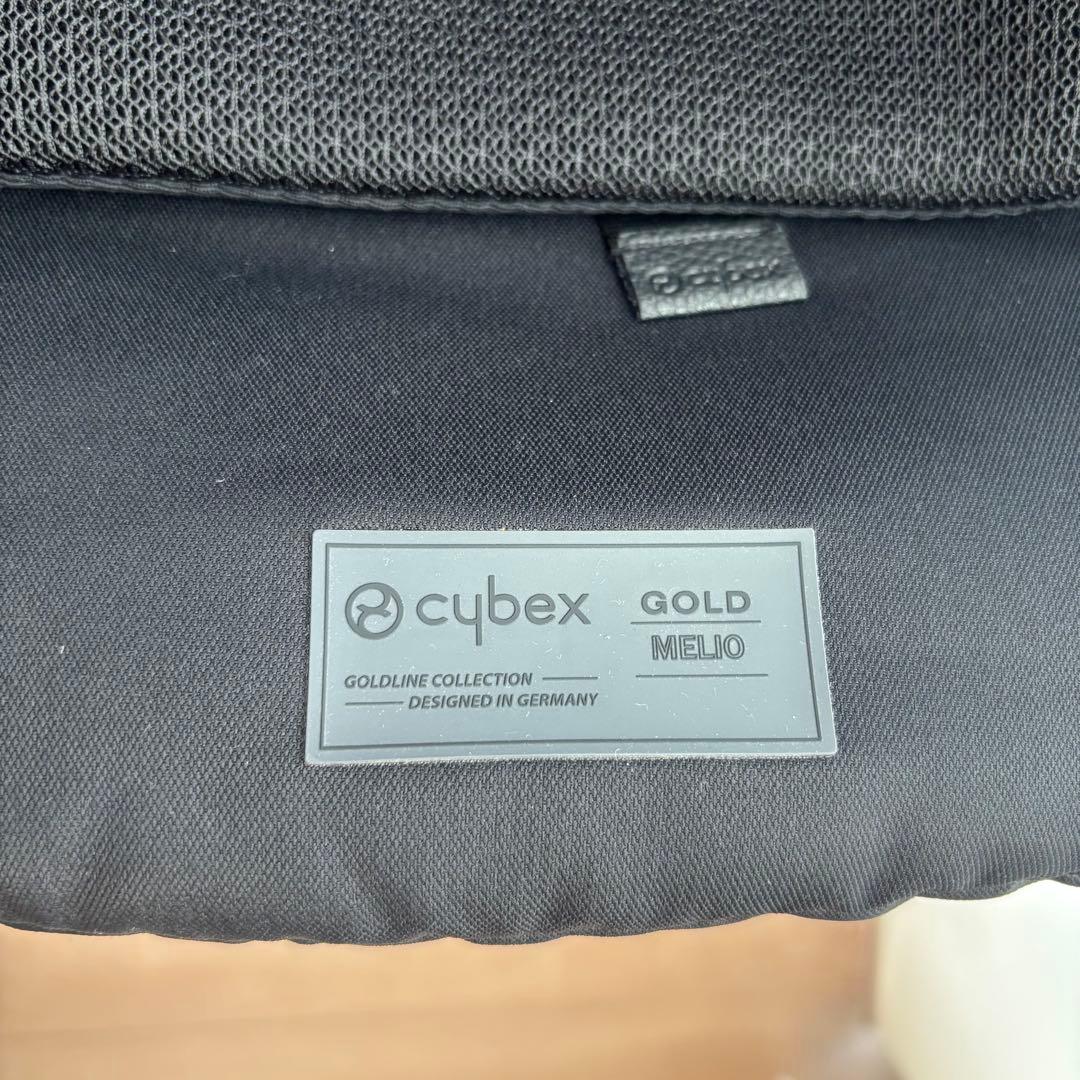 cybex
cybex
GOLD
MELIO
GOLDLINE COLLECTION
DESIGNED IN GERMANY